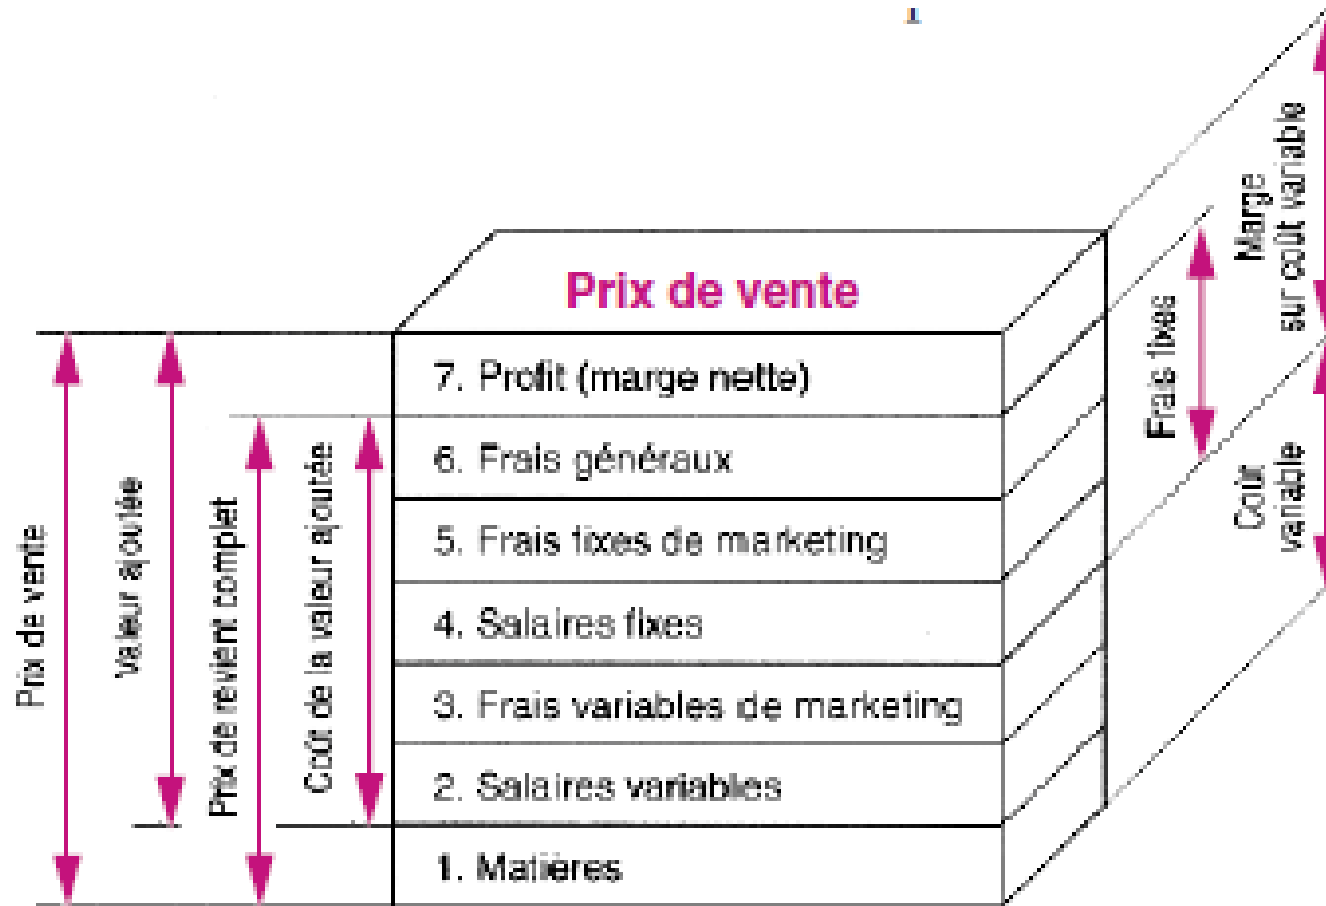 Prix de vente
7. Profit (marge nette)
6. Frais généraux
5. Frais fixes de marketing
4. Salaires fixes
3. Frais variables de marketing
2. Salaires variables
1. Matières
Prix de vente
Valeur ajoutée
Prix de revient complet
Coût de la valeur ajoutée
Frais fixes
Marge
sur coût variable
Coût
variable